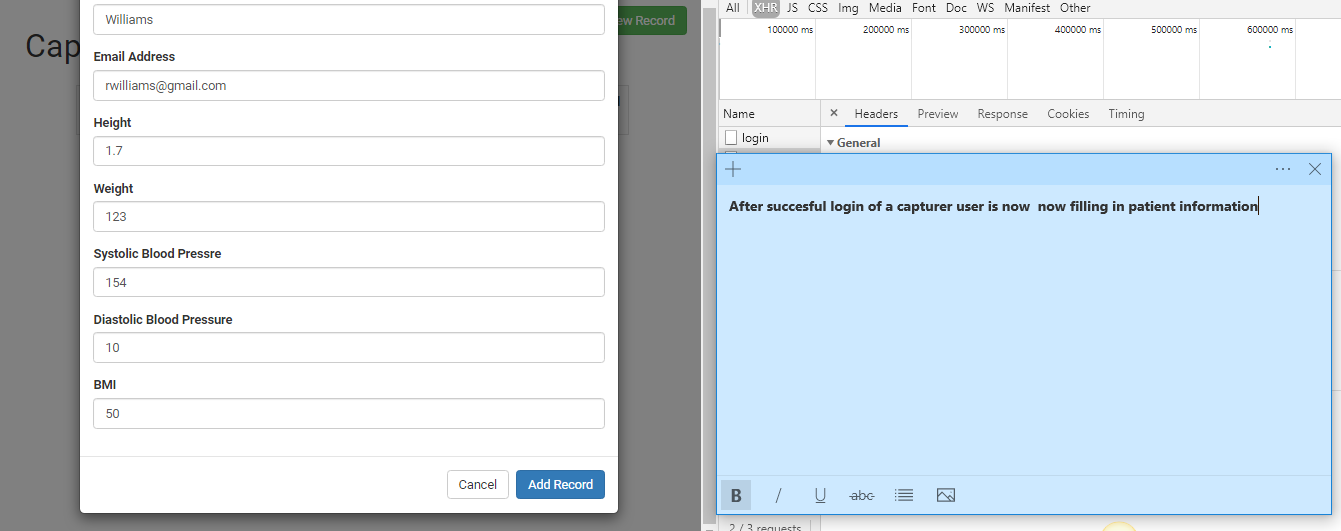 Williams
ew Record
Cap
Email Address
rwilliams@gmail.com
Height
1.7
Weight
123
Systolic Blood Pressre
154
Diastolic Blood Pressure
10
BMI
50
Cancel Add Record
All XHR JS CSS Img Media Font Doc WS Manifest Other
100000 ms 200000 ms 300000 ms 400000 ms 500000 ms 600000 ms
Name × Headers Preview Response Cookies Timing
login
General
After succesful login of a capturer user is now now filling in patient information
B / U abc
2 / 3 requests